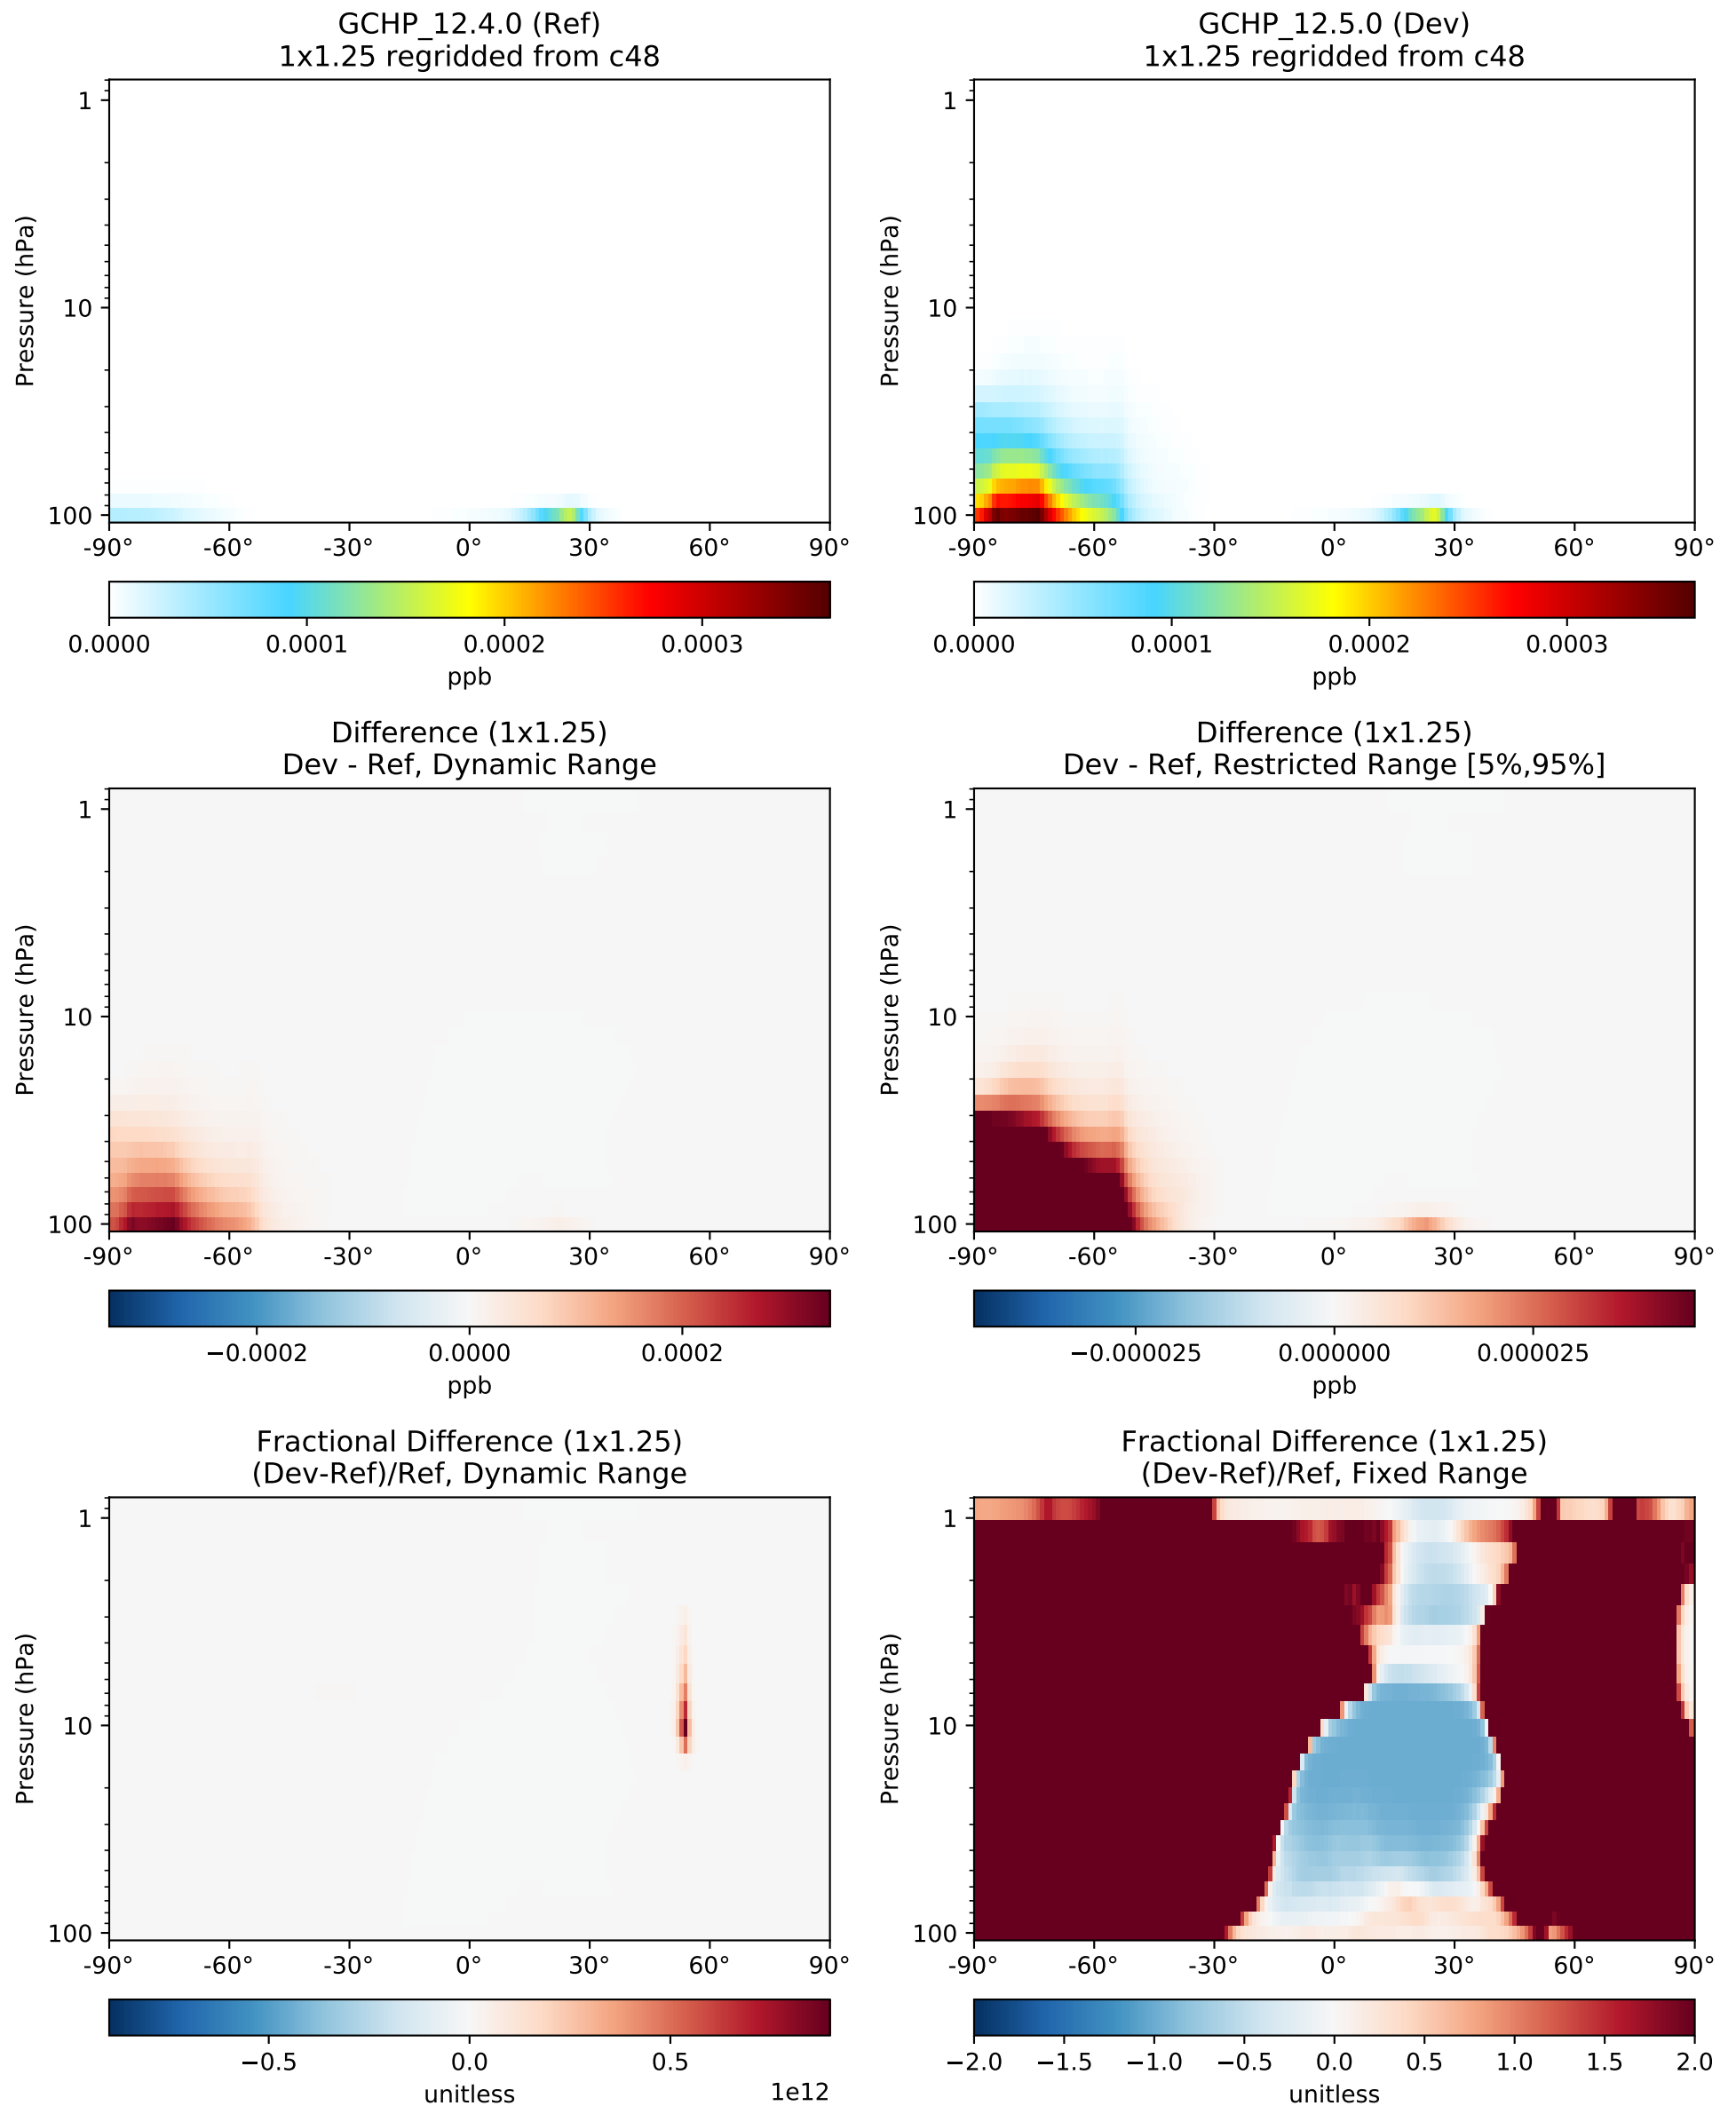 GCHP_12.4.0 (Ref)
1x1.25 regridded from c48
Pressure (hPa)
1
10
100
-90° -60° -30° 0° 30° 60° 90°
0.0000 0.0001 0.0002 0.0003
ppb
GCHP_12.5.0 (Dev)
1x1.25 regridded from c48
Pressure (hPa)
1
10
100
-90° -60° -30° 0° 30° 60° 90°
0.0000 0.0001 0.0002 0.0003
ppb
Difference (1x1.25)
Dev - Ref, Dynamic Range
Pressure (hPa)
1
10
100
-90° -60° -30° 0° 30° 60° 90°
−0.0002 0.0000 0.0002
ppb
Difference (1x1.25)
Dev - Ref, Restricted Range [5%,95%]
Pressure (hPa)
1
10
100
-90° -60° -30° 0° 30° 60° 90°
−0.000025 0.000000 0.000025
ppb
Fractional Difference (1x1.25)
(Dev-Ref)/Ref, Dynamic Range
Pressure (hPa)
1
10
100
-90° -60° -30° 0° 30° 60° 90°
−0.5 0.0 0.5
unitless 1e12
Fractional Difference (1x1.25)
(Dev-Ref)/Ref, Fixed Range
Pressure (hPa)
1
10
100
-90° -60° -30° 0° 30° 60° 90°
−2.0 −1.5 −1.0 −0.5 0.0 0.5 1.0 1.5 2.0
unitless